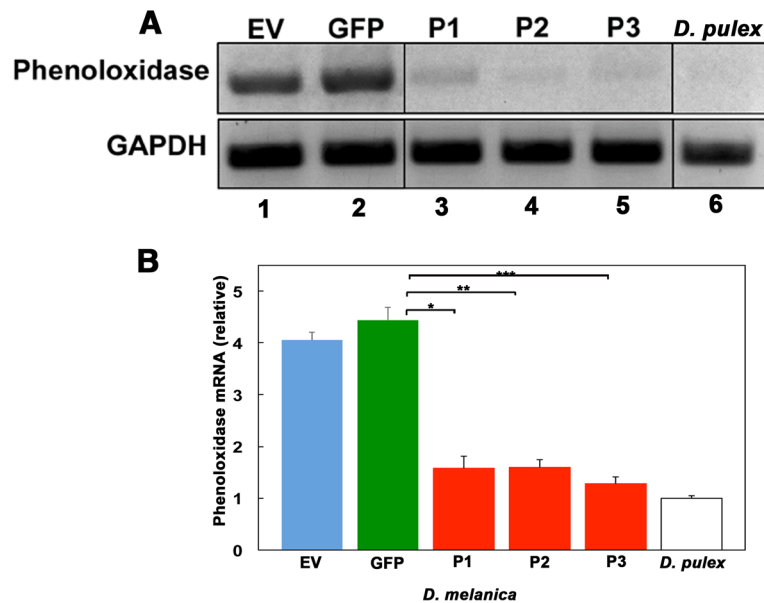 A EV GFP P1 P2 P3 D. pulex
Phenoloxidase
GAPDH
1 2 3 4 5 6
B
Phenoloxidase mRNA (relative)
5
4
3
2
1
0
***
**
*
EV GFP P1 P2 P3 D. pulex
D. melanica